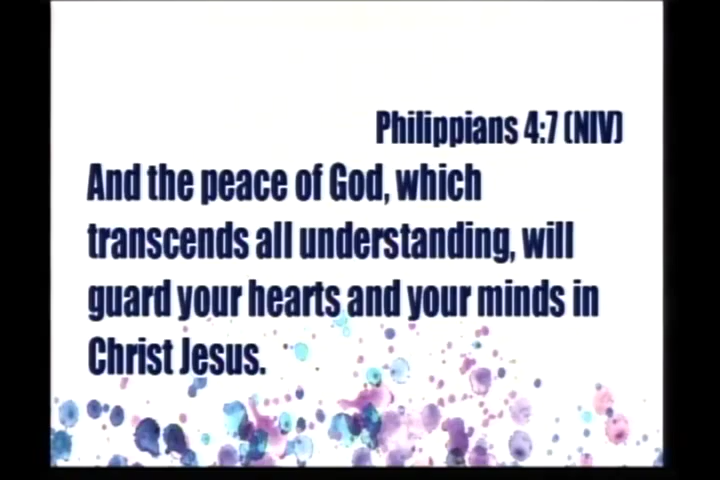 Philippians 4:7 (NIV)
And the peace of God, which
transcends all understanding, will
guard your hearts and your minds in
Christ Jesus.